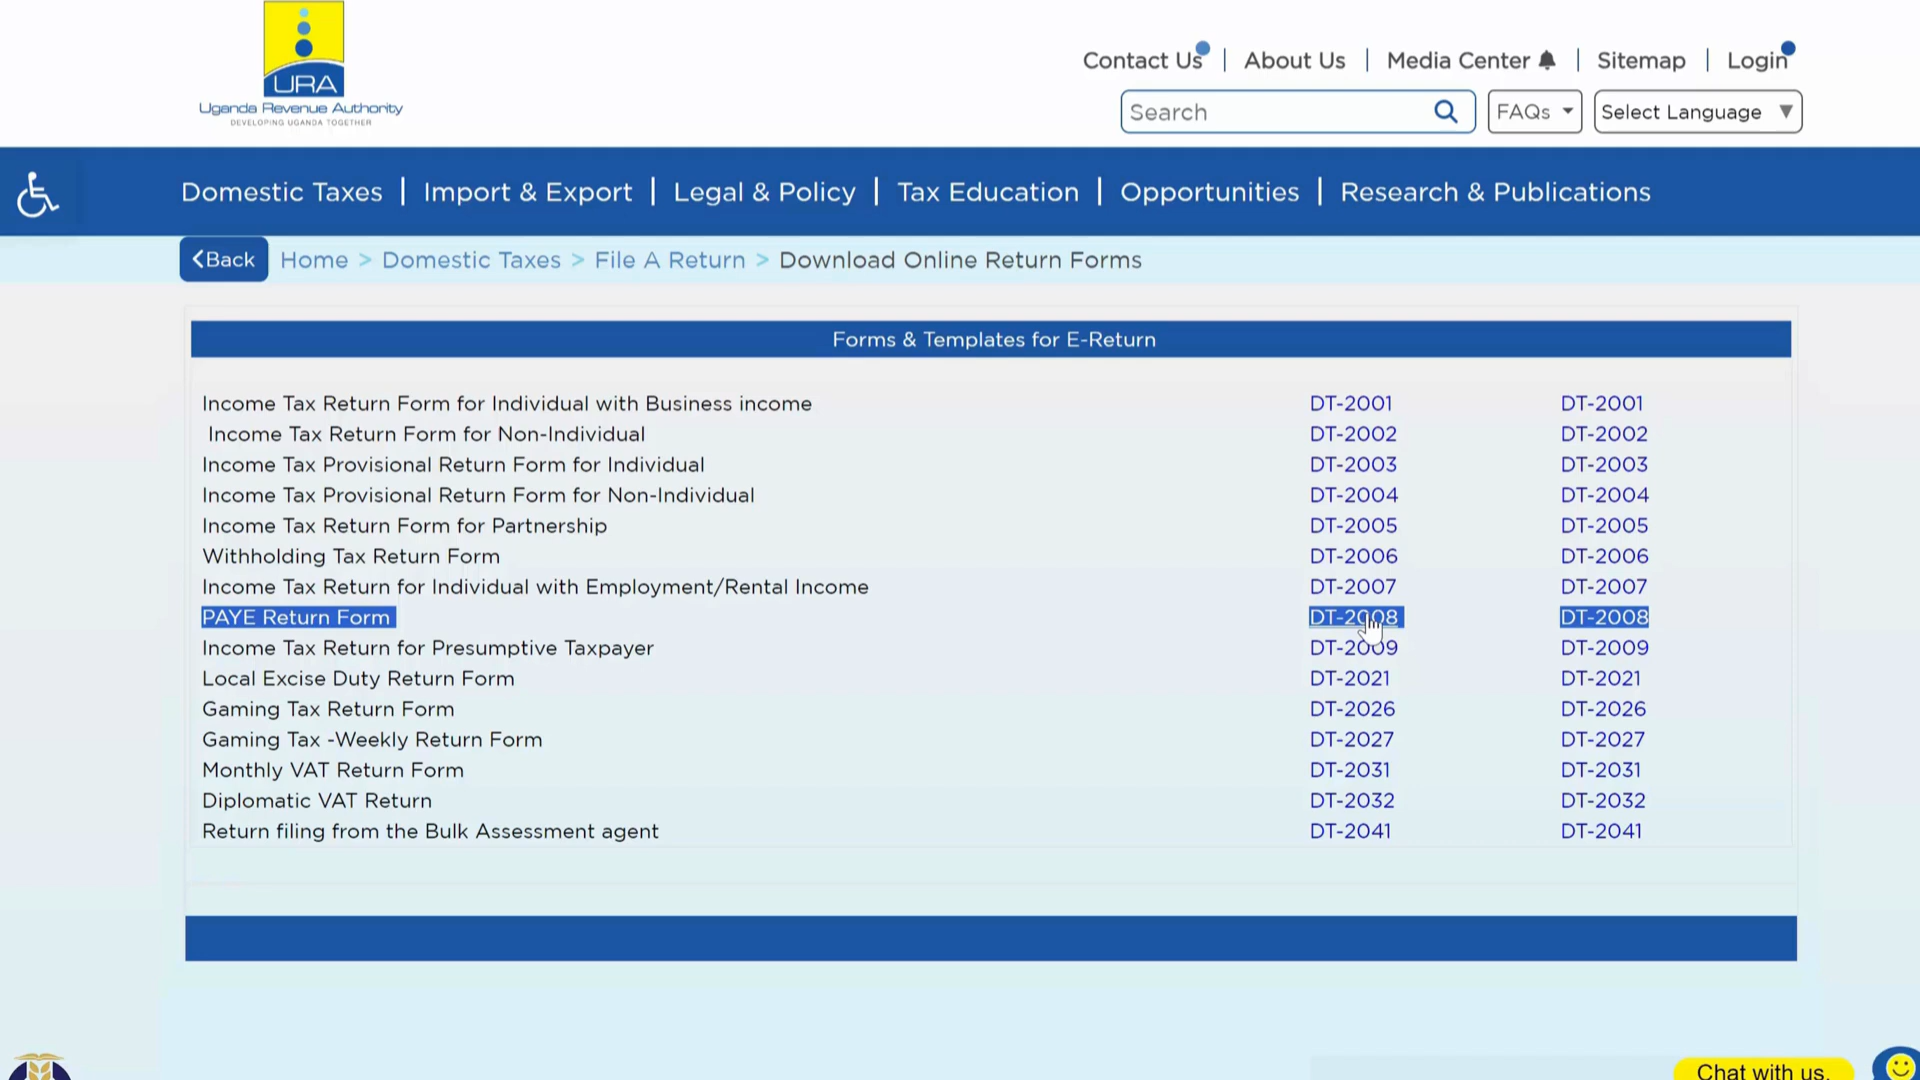 URA
Uganda Revenue Authority
DEVELOPING UGANDA TOGETHER
Contact Us | About Us | Media Center | Sitemap | Login
Search FAQs Select Language
Domestic Taxes | Import & Export | Legal & Policy | Tax Education | Opportunities | Research & Publications
Back Home > Domestic Taxes > File A Return > Download Online Return Forms
Forms & Templates for E-Return
Income Tax Return Form for Individual with Business income DT-2001 DT-2001
Income Tax Return Form for Non-Individual DT-2002 DT-2002
Income Tax Provisional Return Form for Individual DT-2003 DT-2003
Income Tax Provisional Return Form for Non-Individual DT-2004 DT-2004
Income Tax Return Form for Partnership DT-2005 DT-2005
Withholding Tax Return Form DT-2006 DT-2006
Income Tax Return for Individual with Employment/Rental Income DT-2007 DT-2007
PAYE Return Form DT-2008 DT-2008
Income Tax Return for Presumptive Taxpayer DT-2009 DT-2009
Local Excise Duty Return Form DT-2021 DT-2021
Gaming Tax Return Form DT-2026 DT-2026
Gaming Tax -Weekly Return Form DT-2027 DT-2027
Monthly VAT Return Form DT-2031 DT-2031
Diplomatic VAT Return DT-2032 DT-2032
Return filing from the Bulk Assessment agent DT-2041 DT-2041
Chat with us.